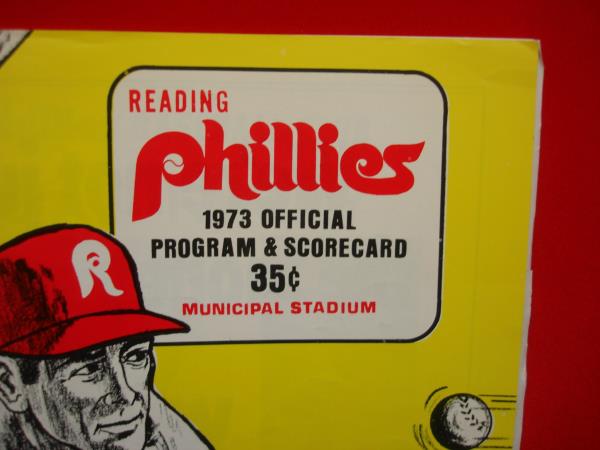 READING
Phillies
1973 OFFICIAL
PROGRAM & SCORECARD
35¢
MUNICIPAL STADIUM
R